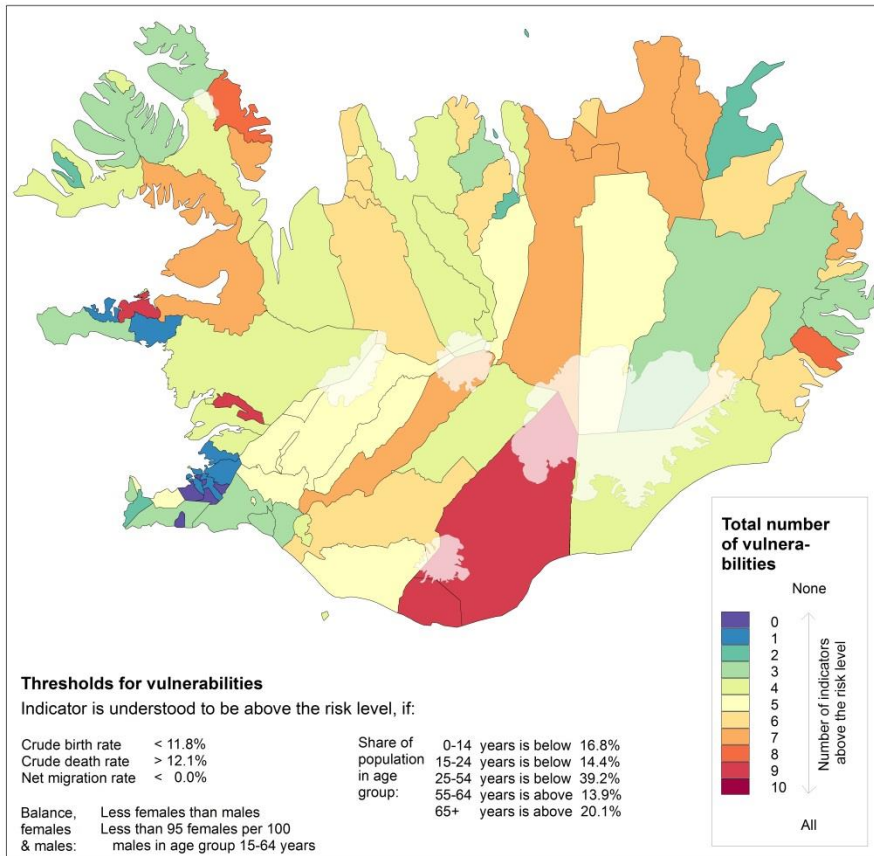 Total number
of vulnera-
bilities
None
0
1
2
3
4
5
6
7
8
9
10
Number of indicators
above the risk level
All
Thresholds for vulnerabilities
Indicator is understood to be above the risk level, if:
Crude birth rate < 11.8%
Crude death rate > 12.1%
Net migration rate < 0.0%
Balance, Less females than males
females Less than 95 females per 100
& males: males in age group 15-64 years
Share of 0-14 years is below 16.8%
population 15-24 years is below 14.4%
in age 25-54 years is below 39.2%
group: 55-64 years is above 13.9%
65+ years is above 20.1%